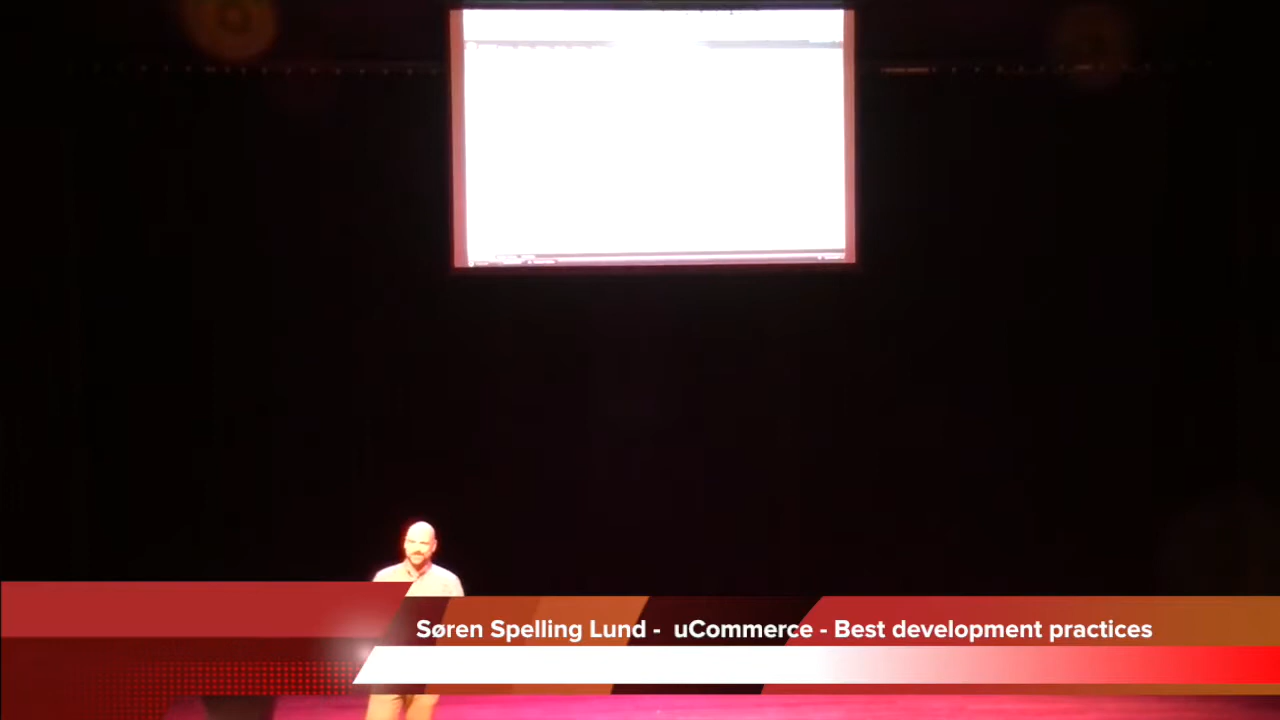 Søren Spelling Lund -  uCommerce - Best development practices